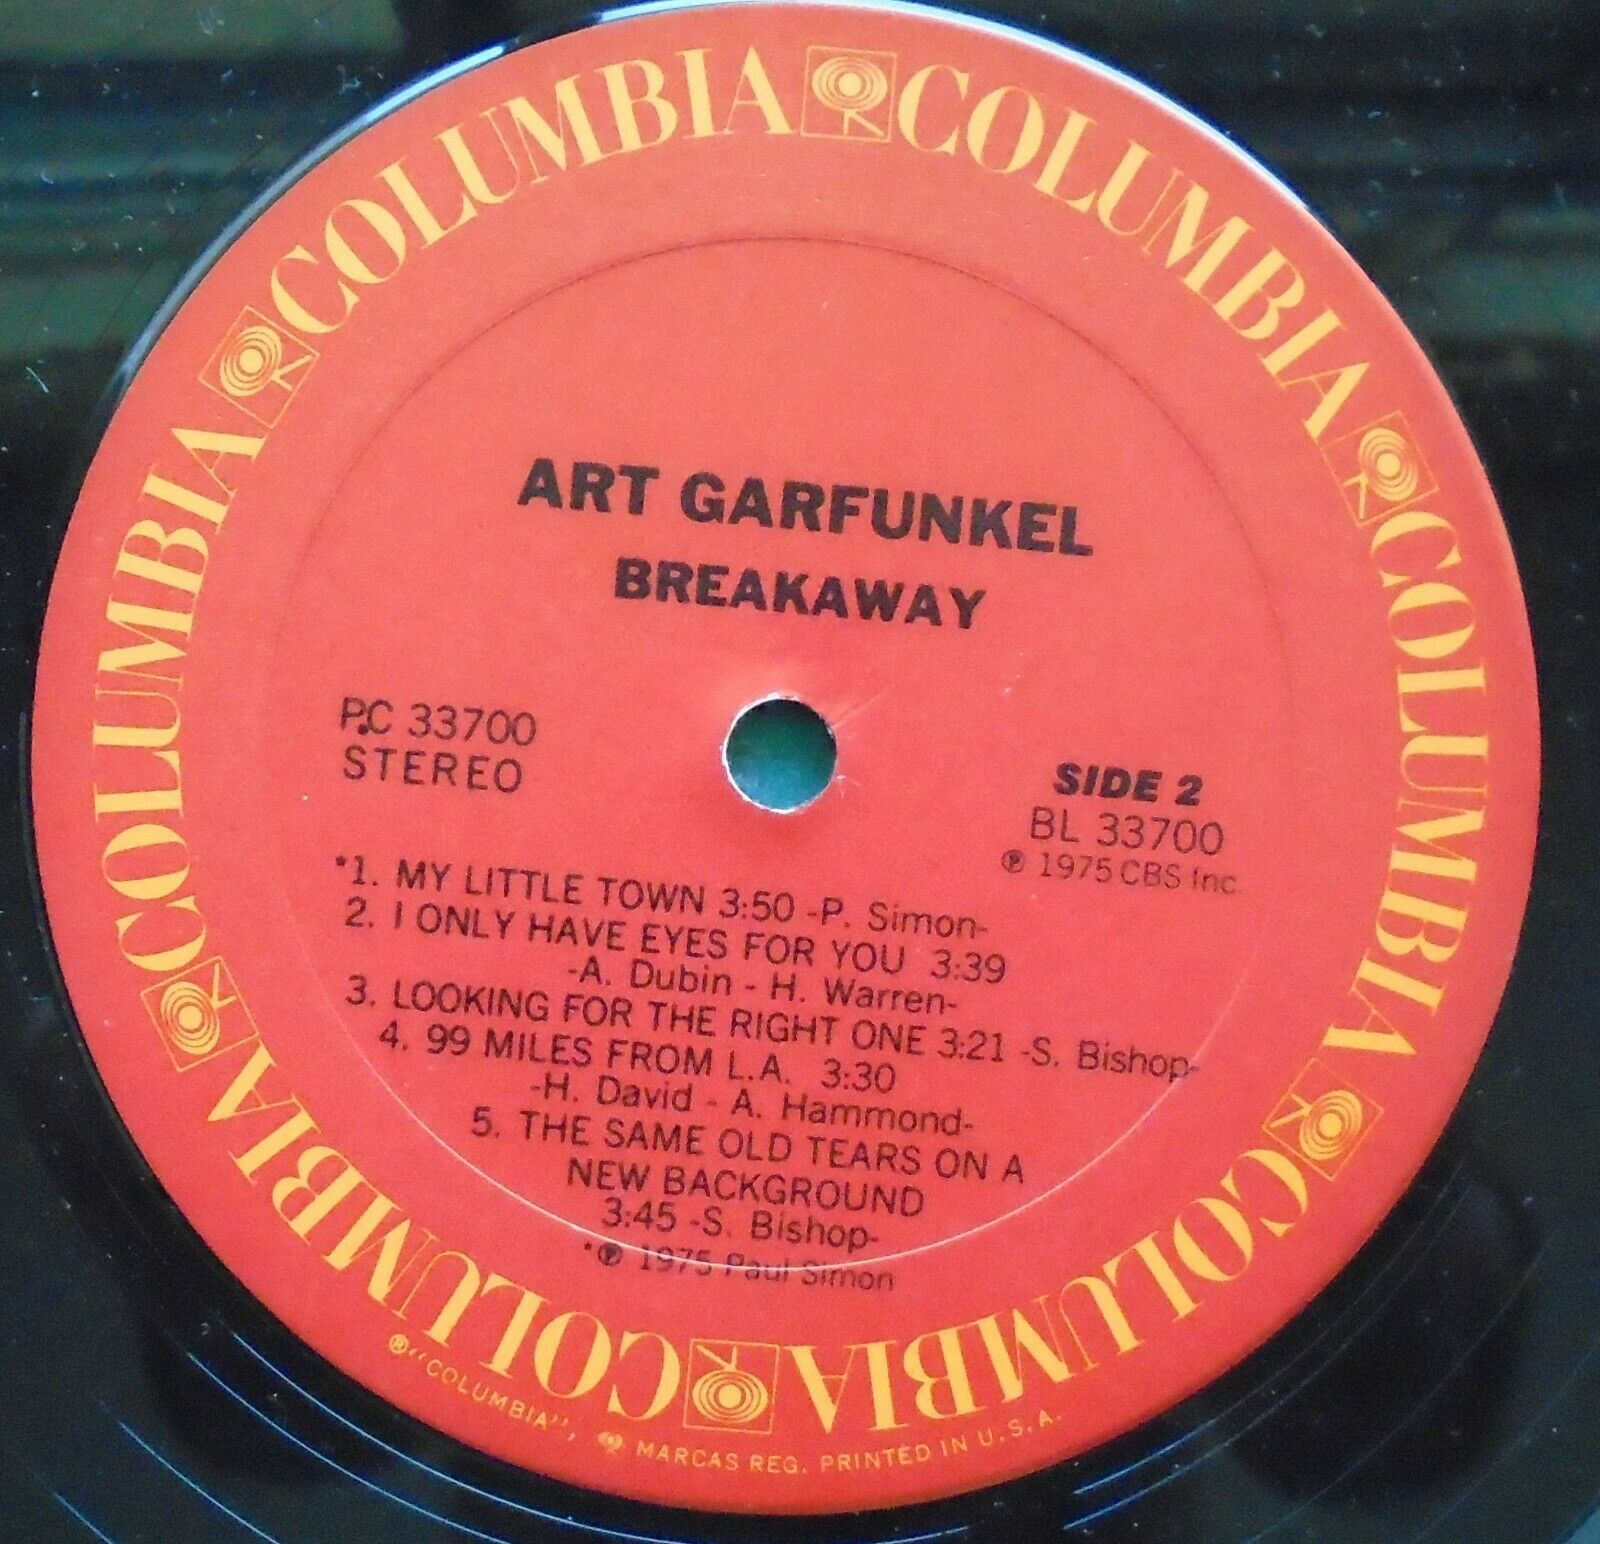 COLUMBIA COLUMBIA COLUMBIA COLUMBIA COLUMBIA COLUMBIA
ART GARFUNKEL
BREAKAWAY
P.C 33700
STEREO
SIDE 2
BL 33700
℗ 1975 CBS Inc.
*1. MY LITTLE TOWN 3:50 -P. Simon-
2. I ONLY HAVE EYES FOR YOU 3:39
-A. Dubin - H. Warren-
3. LOOKING FOR THE RIGHT ONE 3:21 -S. Bishop-
4. 99 MILES FROM L.A. 3:30
-H. David - A. Hammond-
5. THE SAME OLD TEARS ON A
NEW BACKGROUND
3:45 -S. Bishop-
*℗ 1975 Paul Simon
®"COLUMBIA", MARCAS REG. PRINTED IN U.S.A.